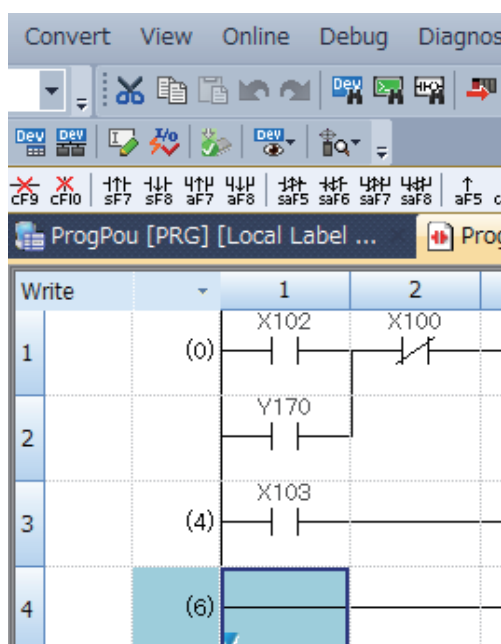 Convert View Online Debug Diagnos
Dev
Dev Dev I/O Dev
cF9 cF10 sF7 sF8 aF7 aF8 saF5 saF6 saF7 saF8 aF5 c
ProgPou [PRG] [Local Label ... Prog
Write 1 2
X102 X100
1 (0)
Y170
2
X103
3 (4)
4 (6)